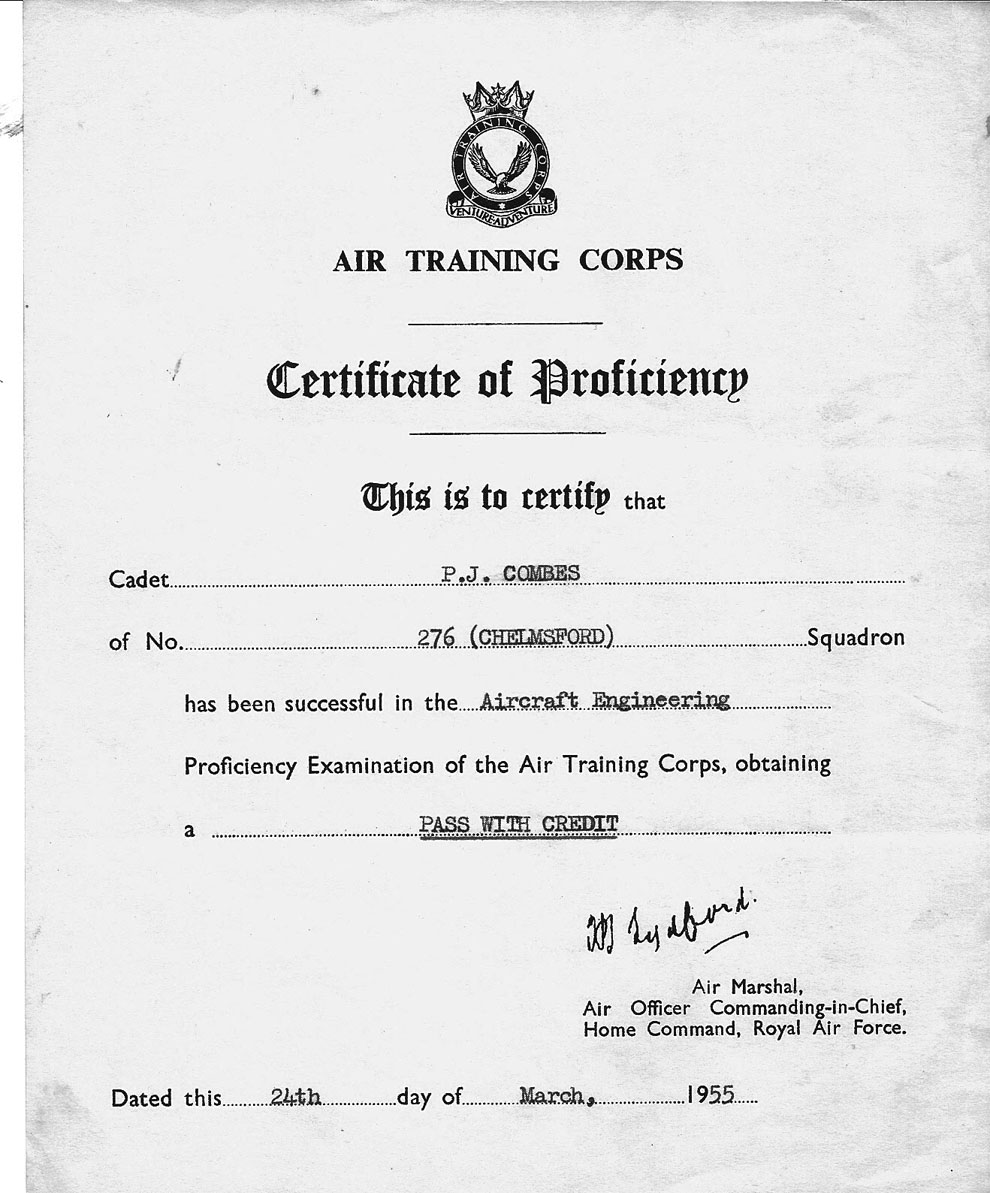 AIR TRAINING CORPS
VENTURE ADVENTURE
AIR TRAINING CORPS
Certificate of Proficiency
This is to certify that
Cadet P.J. COMBES
of No. 276 (CHELMSFORD) Squadron
has been successful in the Aircraft Engineering
Proficiency Examination of the Air Training Corps, obtaining
a PASS WITH CREDIT
Air Marshal,
Air Officer Commanding-in-Chief,
Home Command, Royal Air Force.
Dated this 24th day of March, 1955